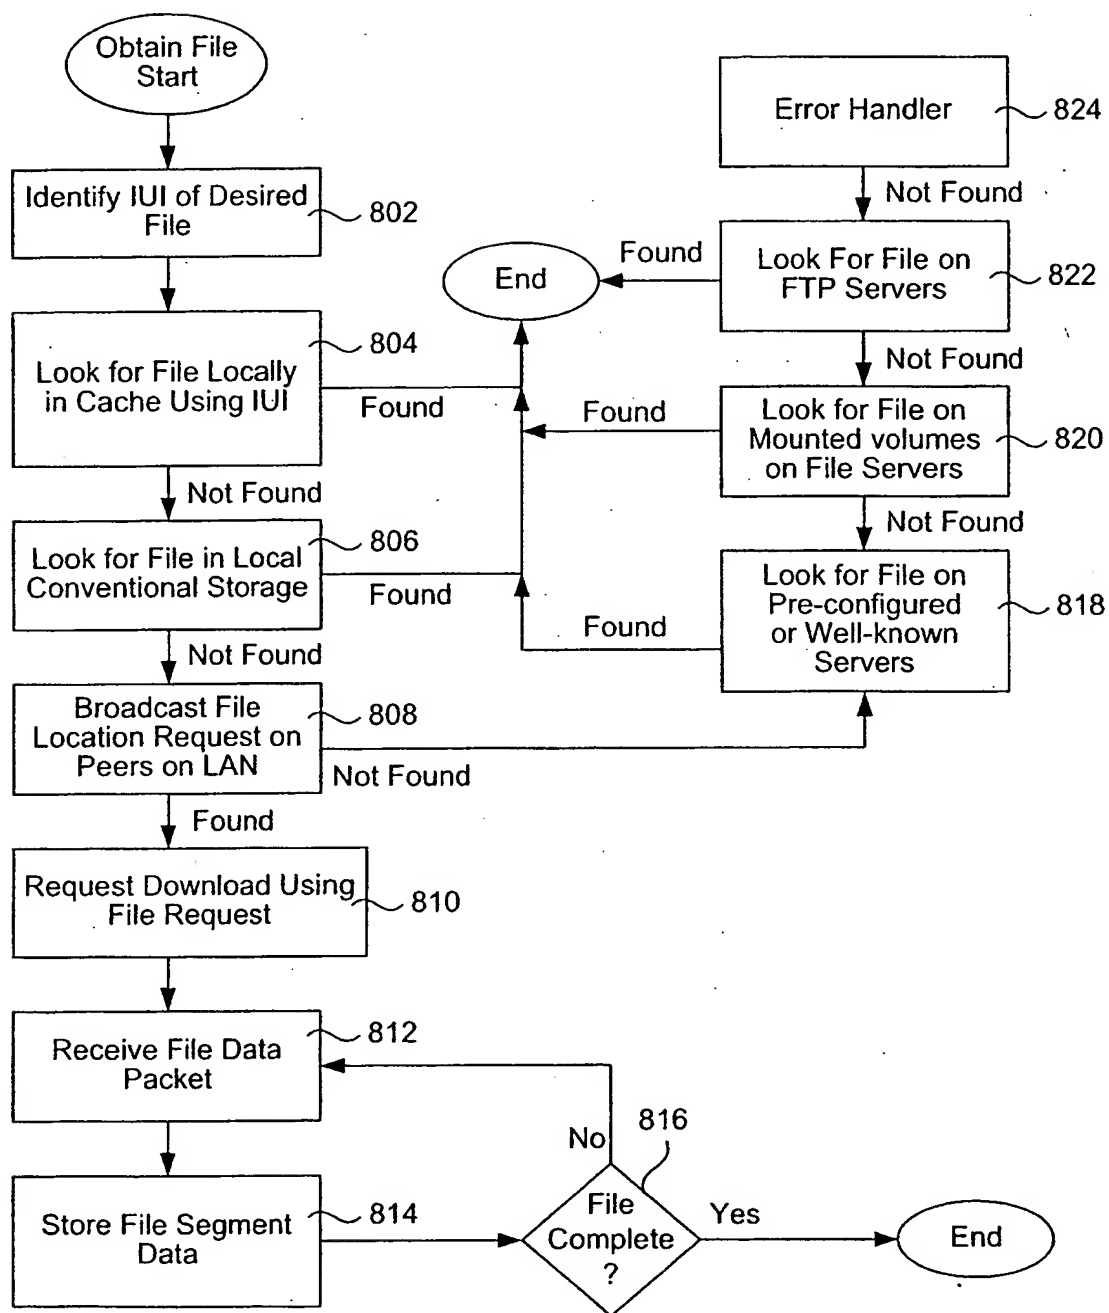 Obtain File
Start
Identify IUI of Desired
File
802
Look for File Locally
in Cache Using IUI
804
Found
Not Found
Look for File in Local
Conventional Storage
806
Found
Not Found
Broadcast File
Location Request on
Peers on LAN
808
Not Found
Found
Request Download Using
File Request
810
Receive File Data
Packet
812
Store File Segment
Data
814
File
Complete
?
816
No
Yes
End
End
Error Handler
824
Not Found
Look For File on
FTP Servers
822
Found
Not Found
Look for File on
Mounted volumes
on File Servers
820
Found
Not Found
Look for File on
Pre-configured
or Well-known
Servers
818
Found